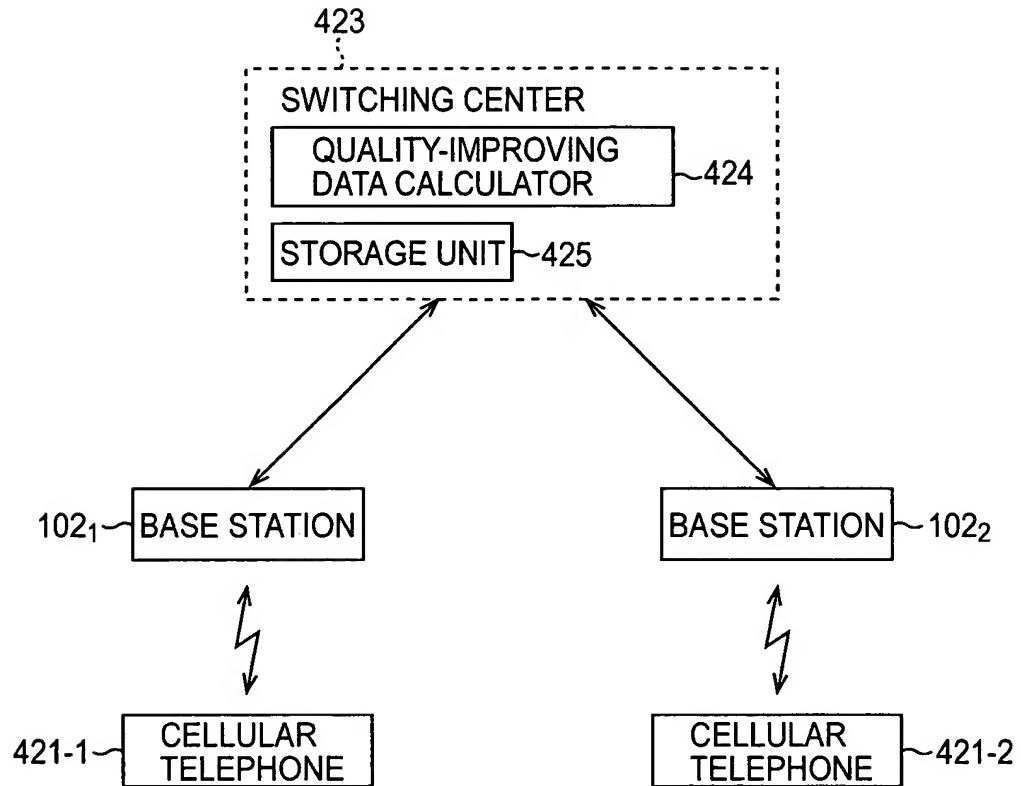 423
SWITCHING CENTER
QUALITY-IMPROVING
DATA CALCULATOR
424
STORAGE UNIT
425
102₁
BASE STATION
BASE STATION
102₂
421-1
CELLULAR
TELEPHONE
CELLULAR
TELEPHONE
421-2